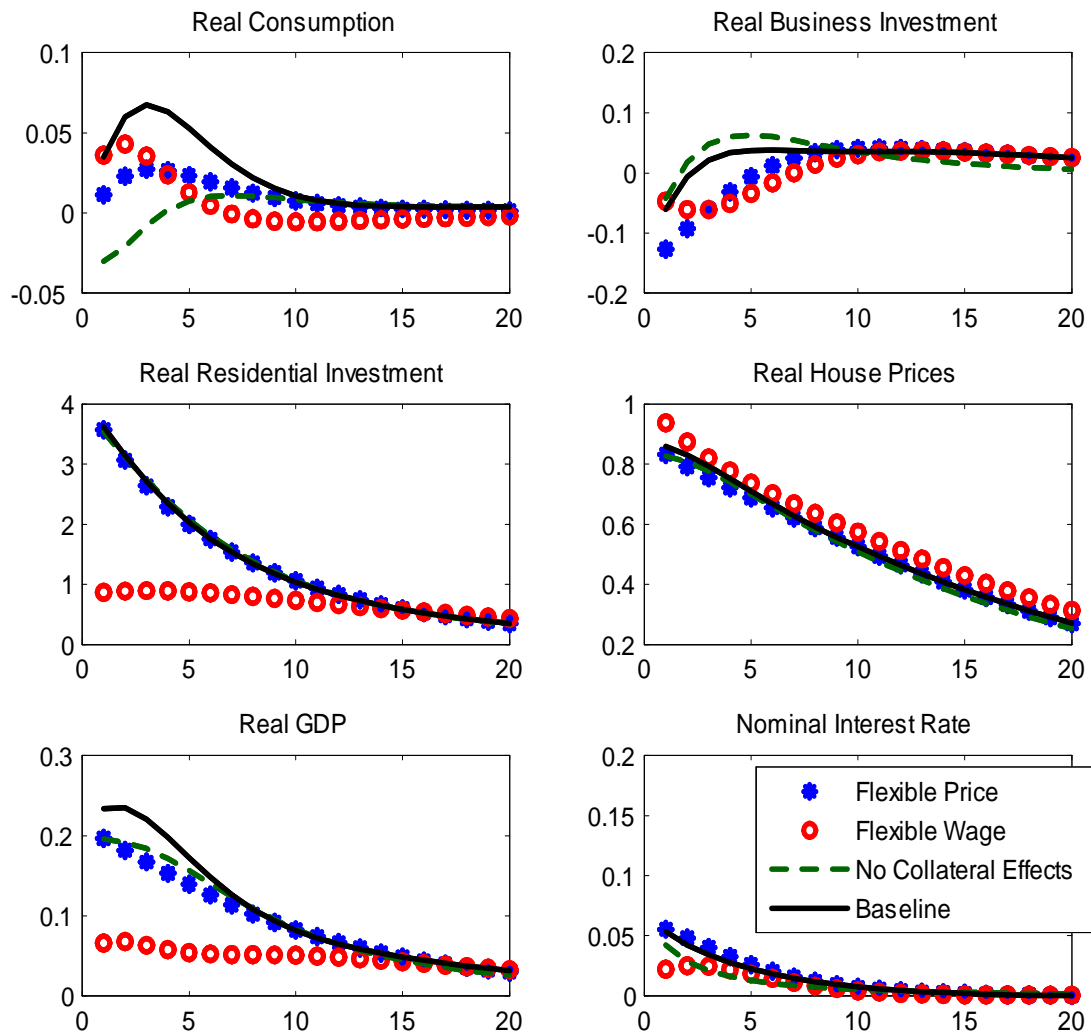 Real Consumption
0.1
0.05
0
-0.05
0 5 10 15 20
Real Business Investment
0.2
0.1
0
-0.1
-0.2
0 5 10 15 20
Real Residential Investment
4
3
2
1
0
0 5 10 15 20
Real House Prices
1
0.8
0.6
0.4
0.2
0 5 10 15 20
Real GDP
0.3
0.2
0.1
0
0 5 10 15 20
Nominal Interest Rate
0.2
0.15
0.1
0.05
0
0 5 10 15 20
Flexible Price
Flexible Wage
No Collateral Effects
Baseline